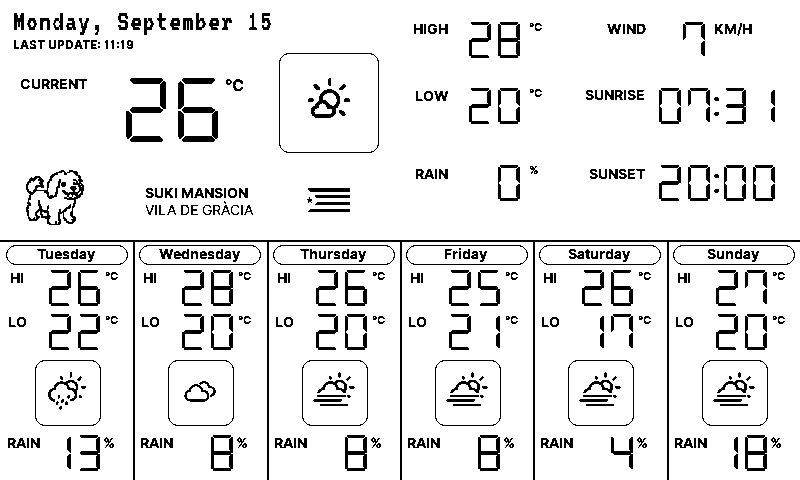 Monday, September 15
LAST UPDATE: 11:19
CURRENT 26 °C
SUKI MANSION
VILA DE GRÀCIA
HIGH 28 °C
WIND 7 KM/H
LOW 20 °C
SUNRISE 07:31
RAIN 0 %
SUNSET 20:00
Tuesday
HI 26 °C
LO 22 °C
RAIN 13 %
Wednesday
HI 28 °C
LO 20 °C
RAIN 8 %
Thursday
HI 26 °C
LO 20 °C
RAIN 8 %
Friday
HI 25 °C
LO 21 °C
RAIN 8 %
Saturday
HI 26 °C
LO 17 °C
RAIN 4 %
Sunday
HI 27 °C
LO 20 °C
RAIN 18 %